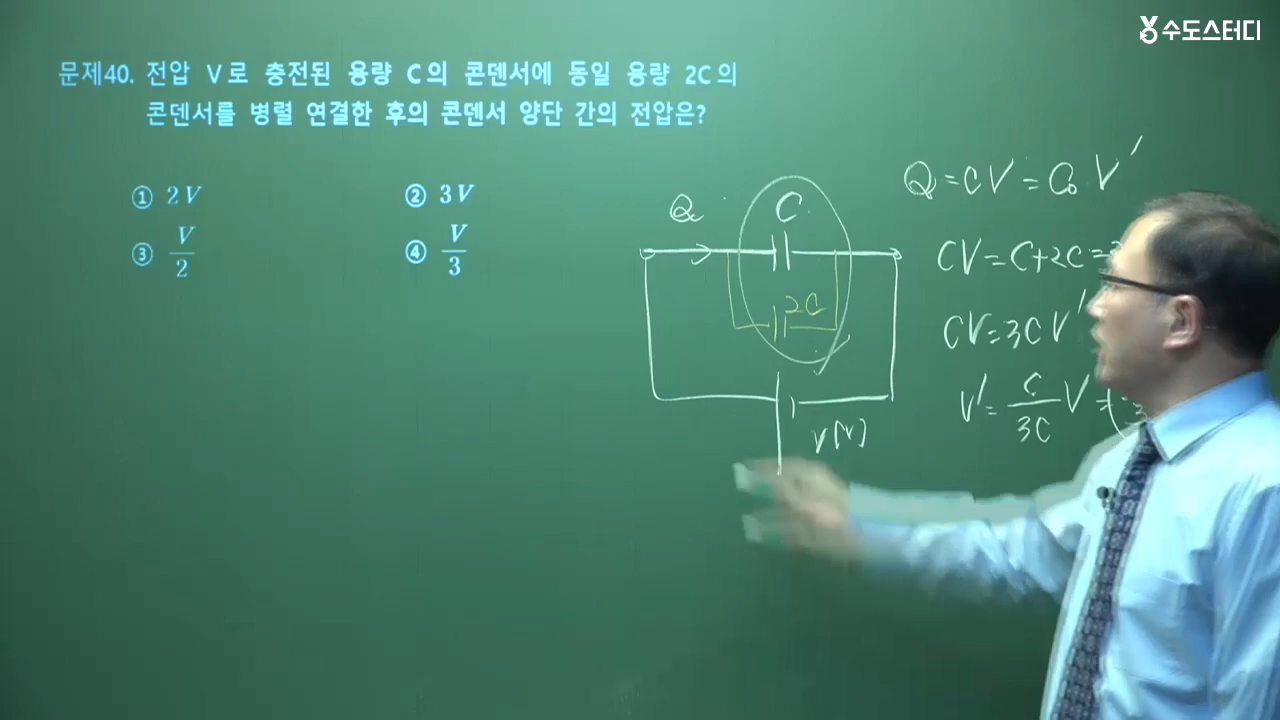 수도스터디
문제40. 전압 V로 충전된 용량 C의 콘덴서에 동일 용량 2C의
콘덴서를 병렬 연결한 후의 콘덴서 양단 간의 전압은?
① 2V
② 3V
③ V/2
④ V/3
Q
C
2C
V[V]
Q=CV=C₀V'
CV=C+2C=
CV=3CV'
V'=C/3C V=